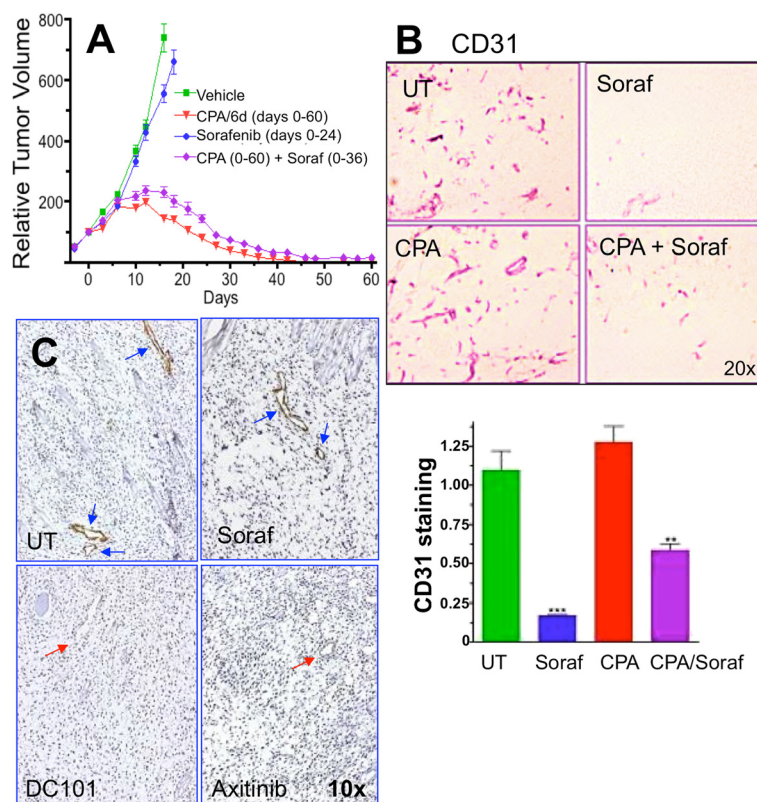 A
Relative Tumor Volume
800
600
400
200
0
Vehicle
CPA/6d (days 0-60)
Sorafenib (days 0-24)
CPA (0-60) + Soraf (0-36)
0 10 20 30 40 50 60
Days
B CD31
UT
Soraf
CPA
CPA + Soraf
20x
C
UT
Soraf
DC101
Axitinib 10x
CD31 staining
1.25
1.00
0.75
0.50
0.25
0
***
**
UT Soraf CPA CPA/Soraf